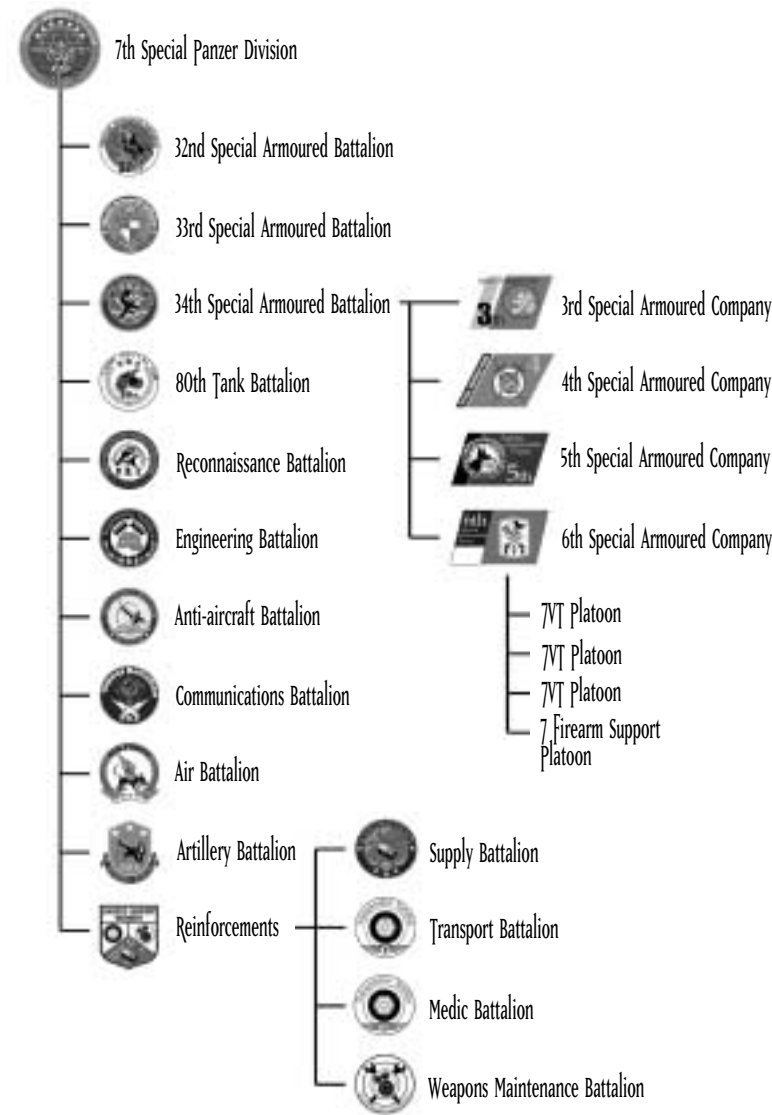 7th Special Panzer Division
32nd Special Armoured Battalion
33rd Special Armoured Battalion
34th Special Armoured Battalion
3rd Special Armoured Company
4th Special Armoured Company
80th Tank Battalion
Reconnaissance Battalion
5th Special Armoured Company
Engineering Battalion
6th Special Armoured Company
Anti-aircraft Battalion
7VT Platoon
7VT Platoon
Communications Battalion
7VT Platoon
7 Firearm Support
Platoon
Air Battalion
Artillery Battalion
Supply Battalion
Reinforcements
Transport Battalion
Medic Battalion
Weapons Maintenance Battalion